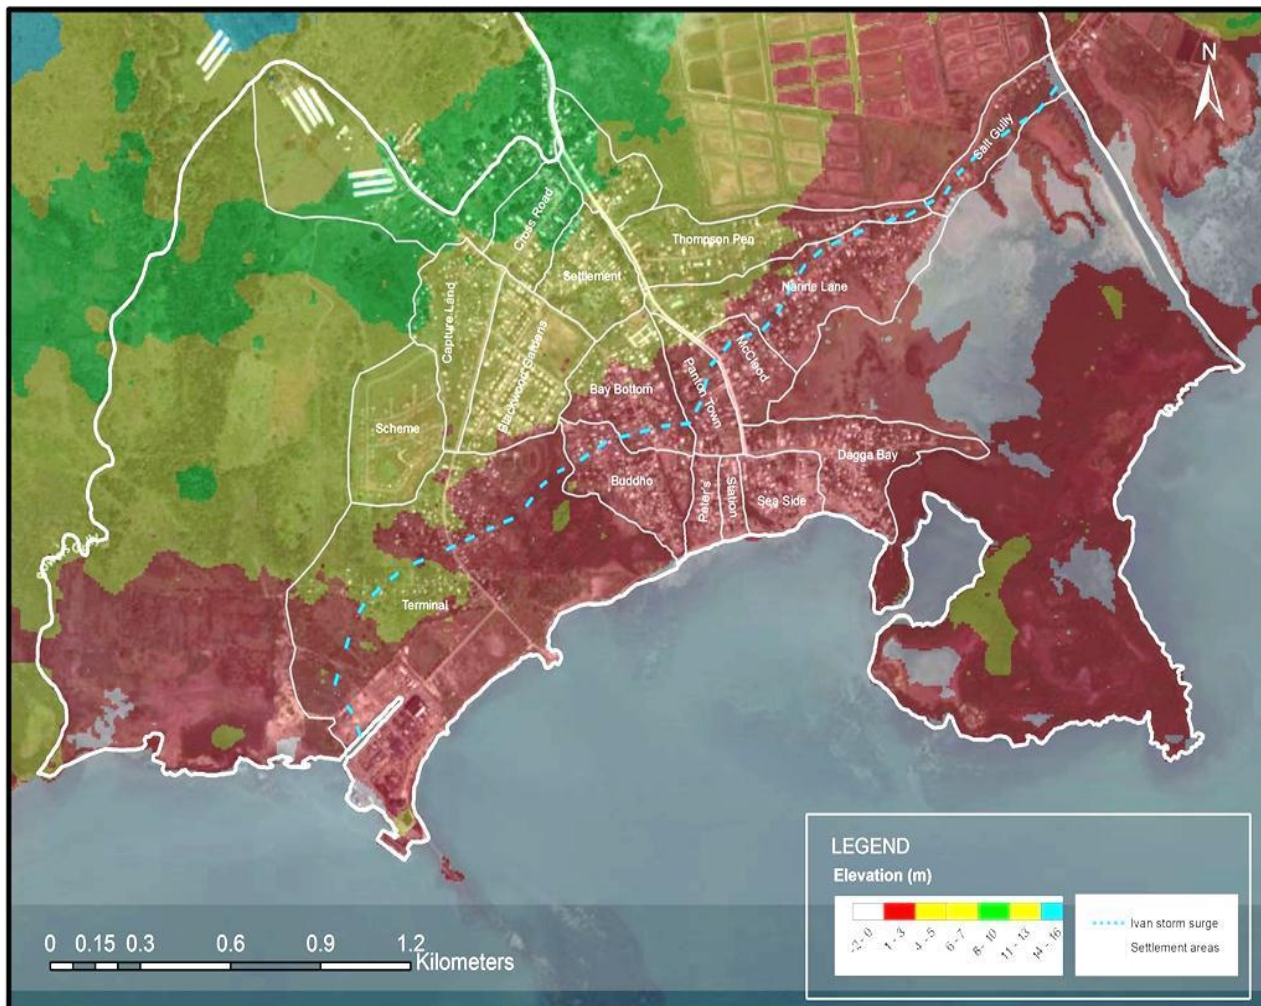 N
Salt Gully
Cross Road
Thompson Pen
Settlement
Narine Lane
Capture Land
Blackwood Gardens
McCleod
Panton Town
Bay Bottom
Scheme
Dagga Bay
Buddho
Peter's
Station
Sea Side
Terminal
LEGEND
Elevation (m)
-2- 0
1 - 3
4 - 5
6 - 7
8 - 10
11 - 13
14 - 16
Ivan storm surge
Settlement areas
0 0.15 0.3 0.6 0.9 1.2
Kilometers